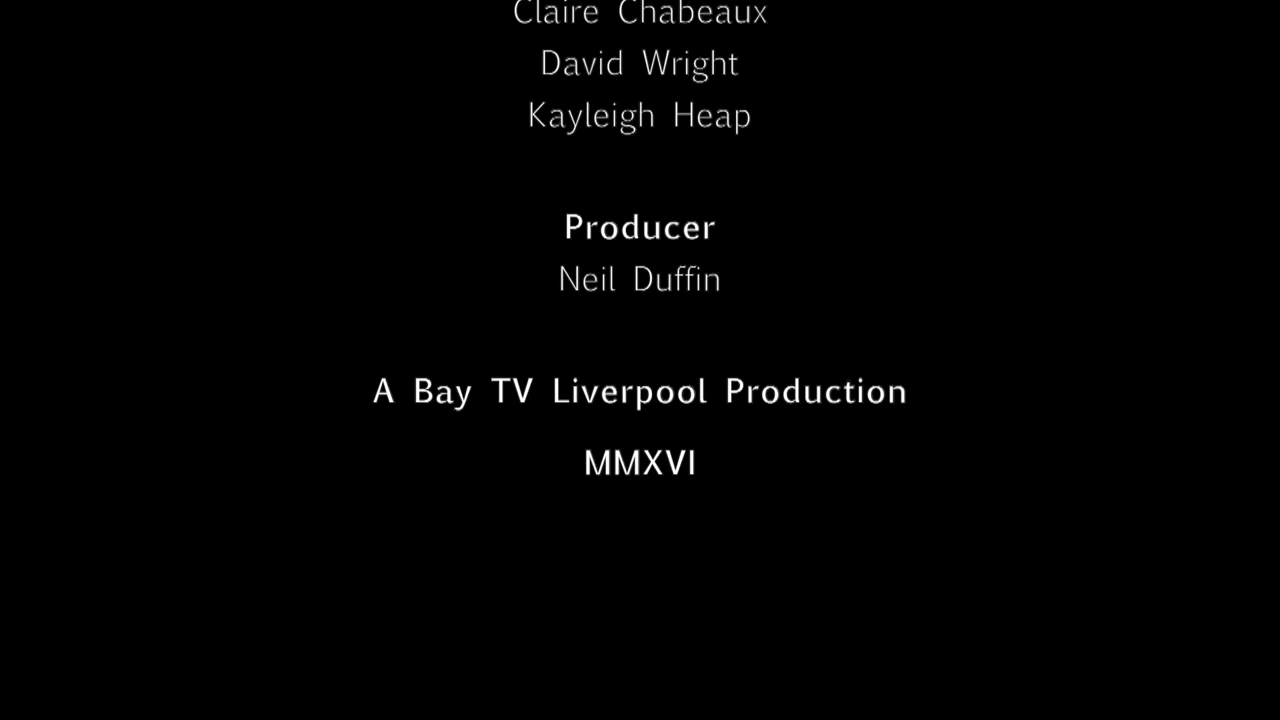 Claire Chabeaux
David Wright
Kayleigh Heap
Producer
Neil Duffin
A Bay TV Liverpool Production
MMXVI